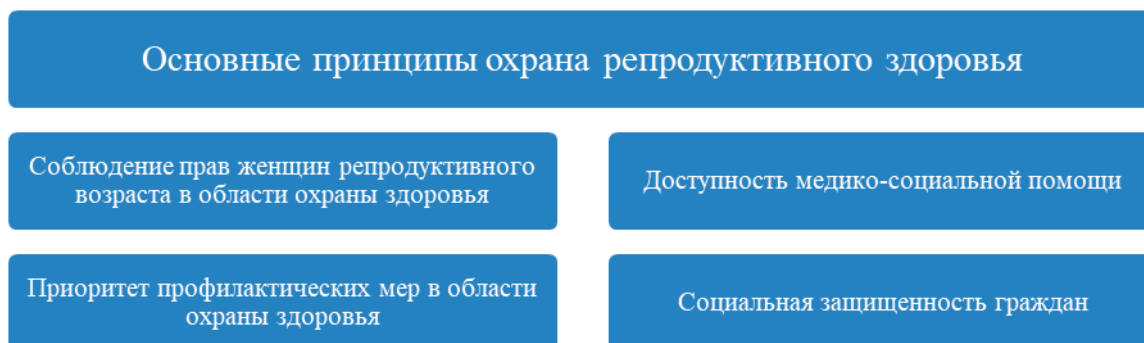 Основные принципы охрана репродуктивного здоровья
Соблюдение прав женщин репродуктивного
возраста в области охраны здоровья
Доступность медико-социальной помощи
Приоритет профилактических мер в области
охраны здоровья
Социальная защищенность граждан